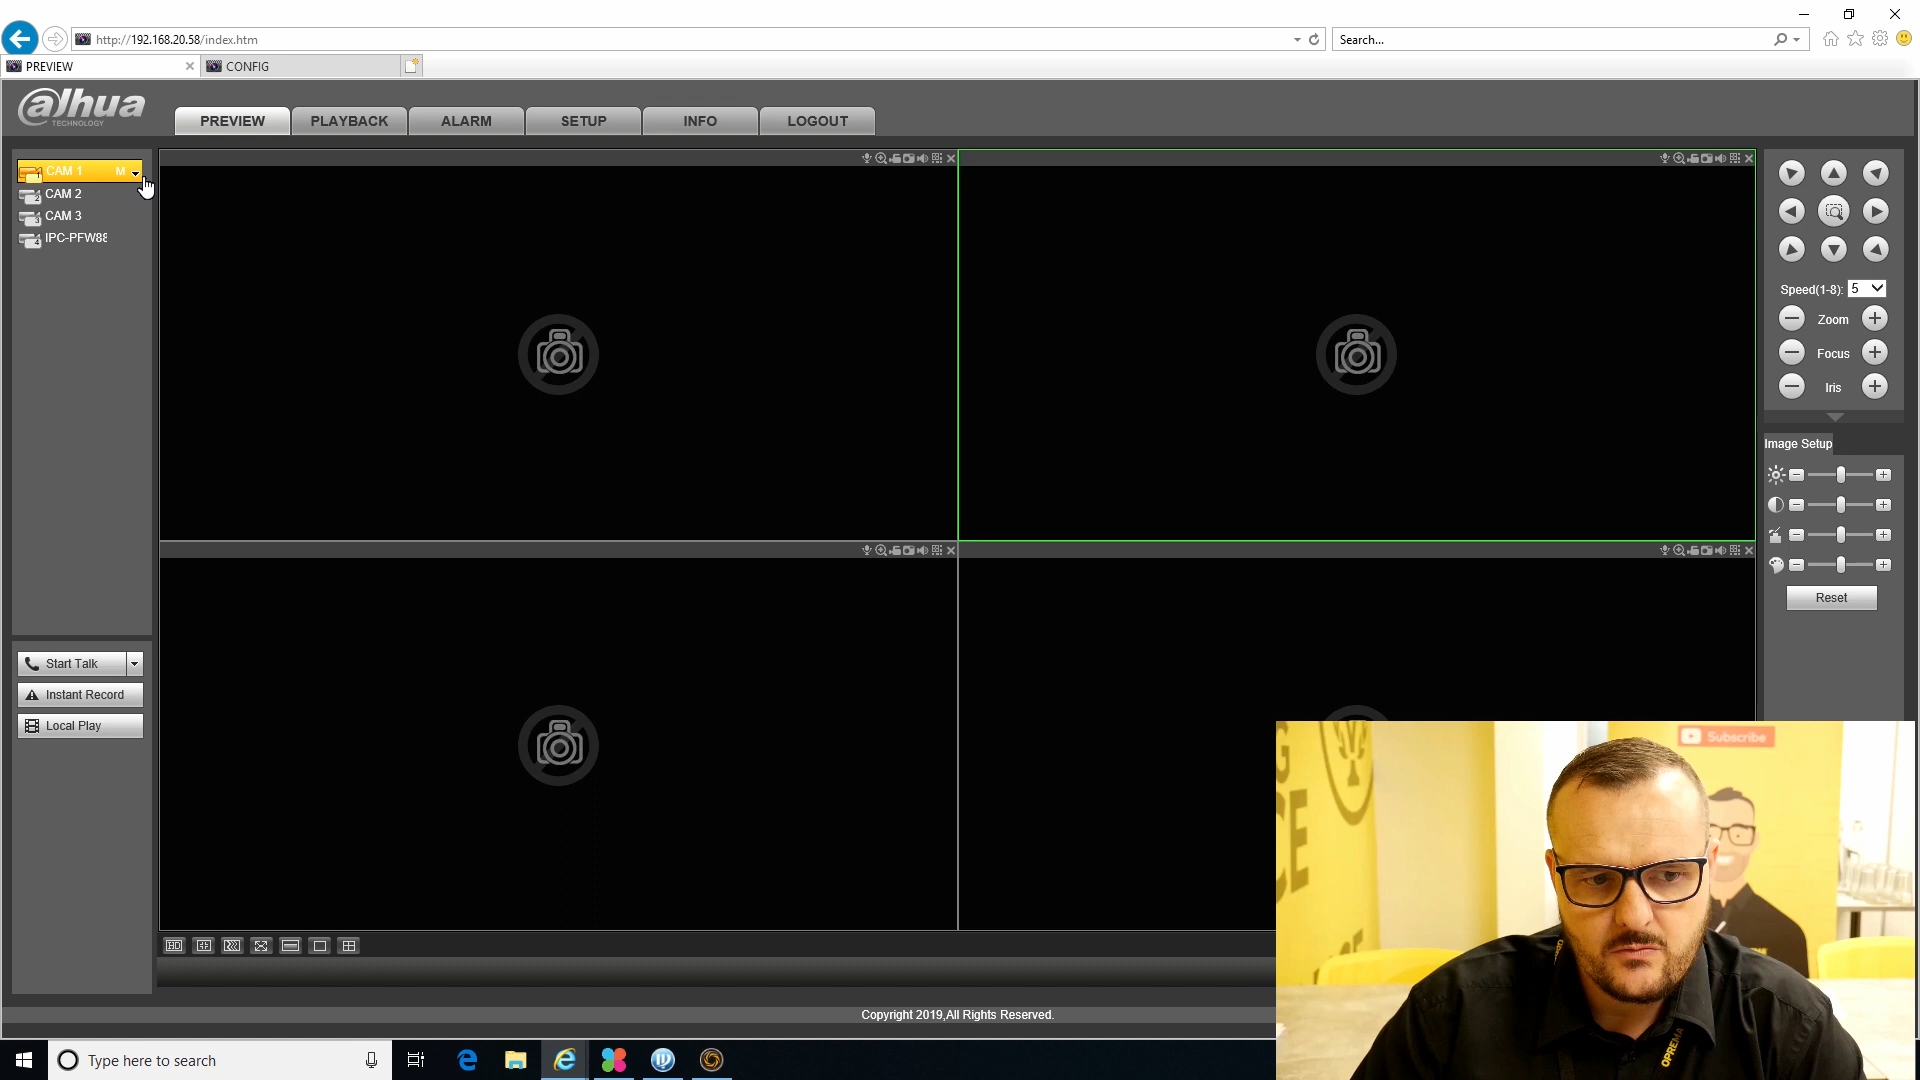 http://192.168.20.58/index.htm
Search...
PREVIEW
CONFIG
alhua
TECHNOLOGY
PREVIEW
PLAYBACK
ALARM
SETUP
INFO
LOGOUT
CAM 1 M
CAM 2
CAM 3
IPC-PFW88
Speed(1-8): 5
Zoom
Focus
Iris
Image Setup
Reset
Start Talk
Instant Record
Local Play
HD
Subscribe
OPREMA
Copyright 2019,All Rights Reserved.
Type here to search